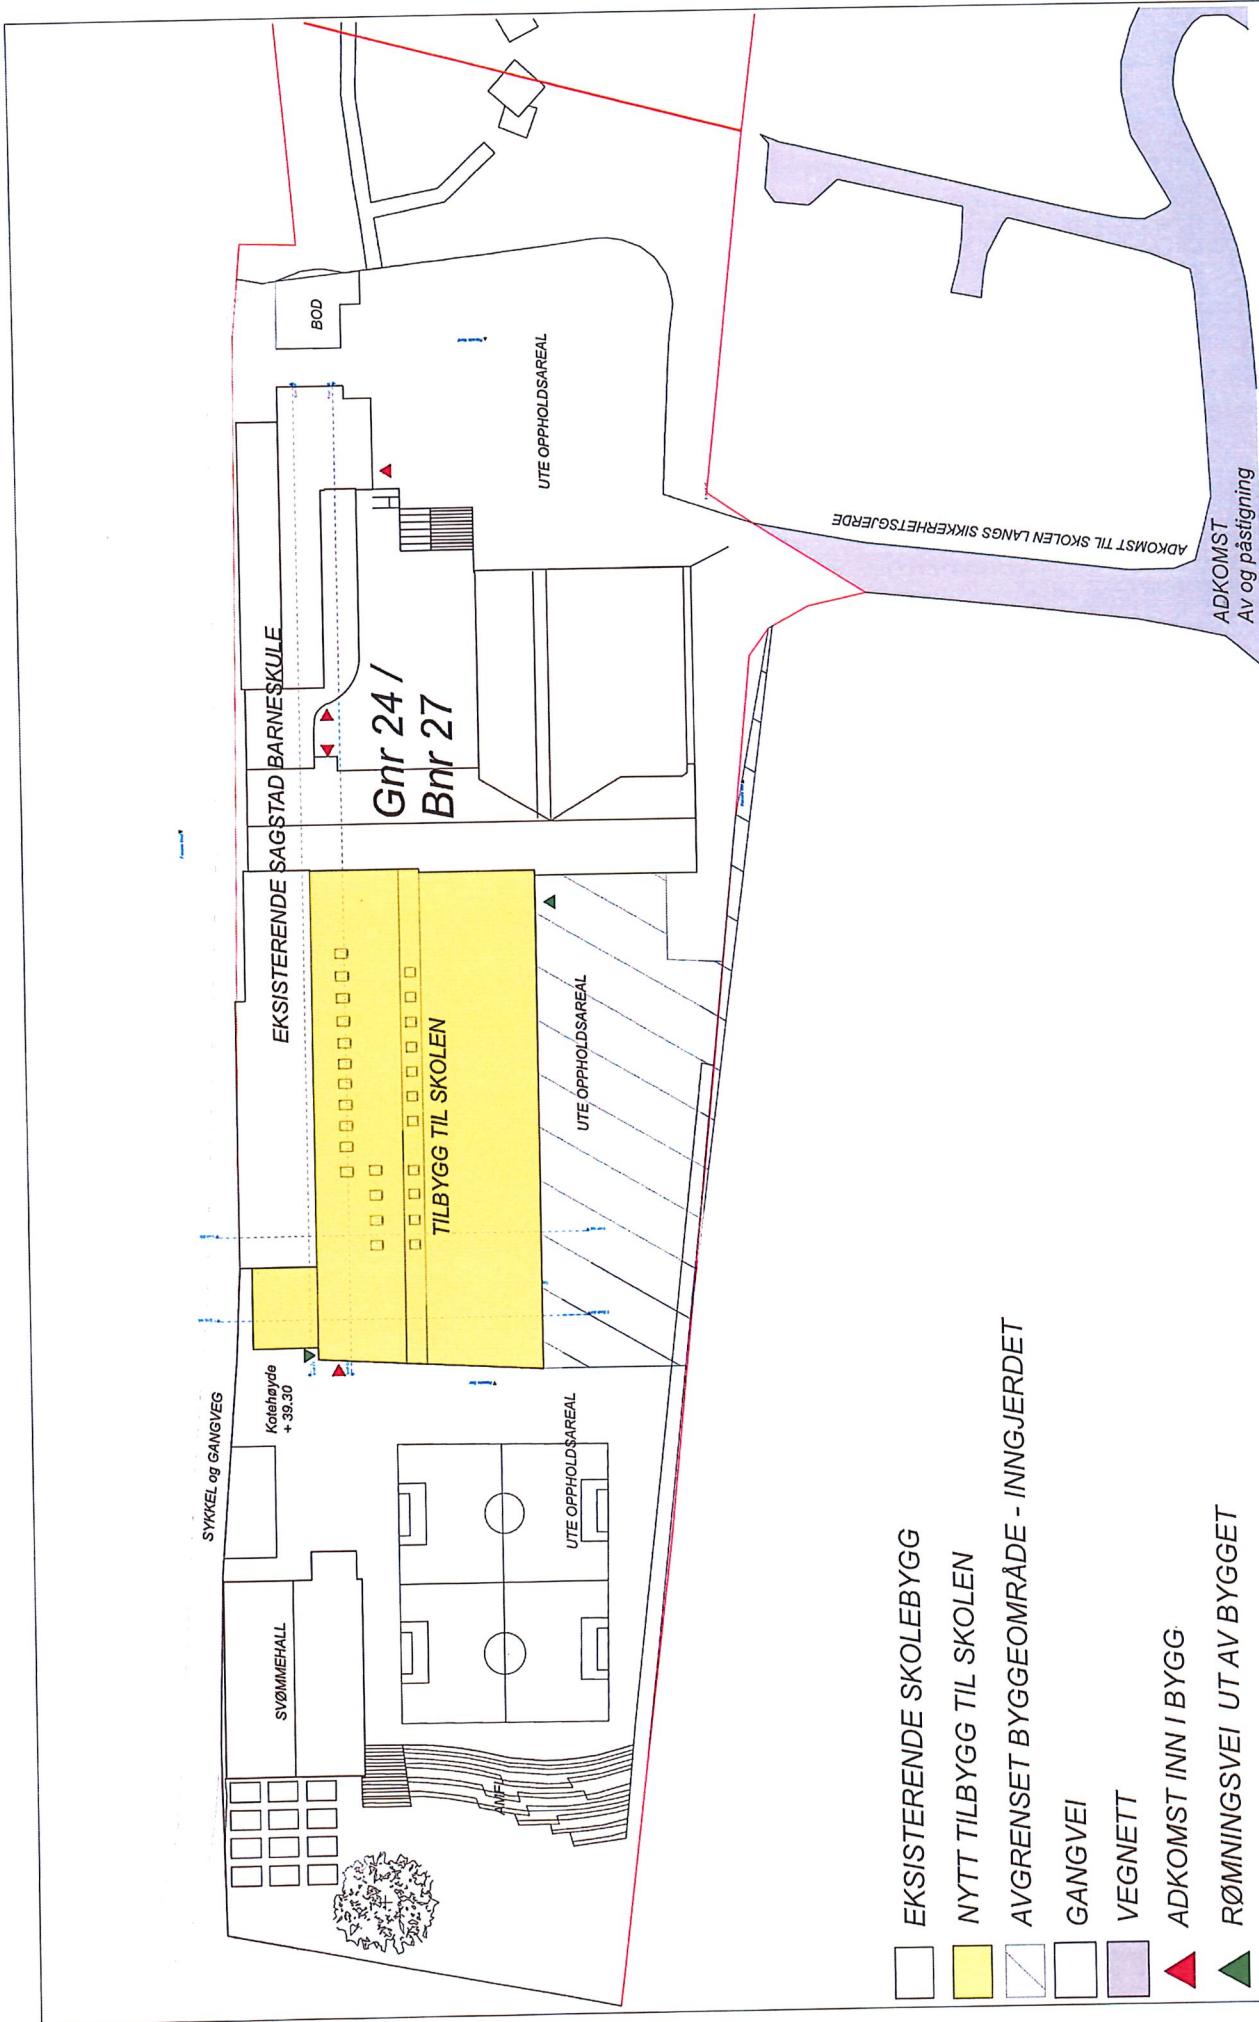 SYKKEL og GANGVEG
Kotehøyde
+ 39.30
SVØMMEHALL
AMFI
UTE OPPHOLDSAREAL
EKSISTERENDE SAGSTAD BARNESKULE
TILBYGG TIL SKOLEN
UTE OPPHOLDSAREAL
Gnr 24 /
Bnr 27
BOD
UTE OPPHOLDSAREAL
ADKOMST TIL SKOLEN LANGS SIKKERHETSGJERDE
ADKOMST
Av og påstigning
EKSISTERENDE SKOLEBYGG
NYTT TILBYGG TIL SKOLEN
AVGRENSET BYGGEOMRÅDE - INNGJERDET
GANGVEI
VEGNETT
ADKOMST INN I BYGG
RØMNINGSVEI UT AV BYGGET